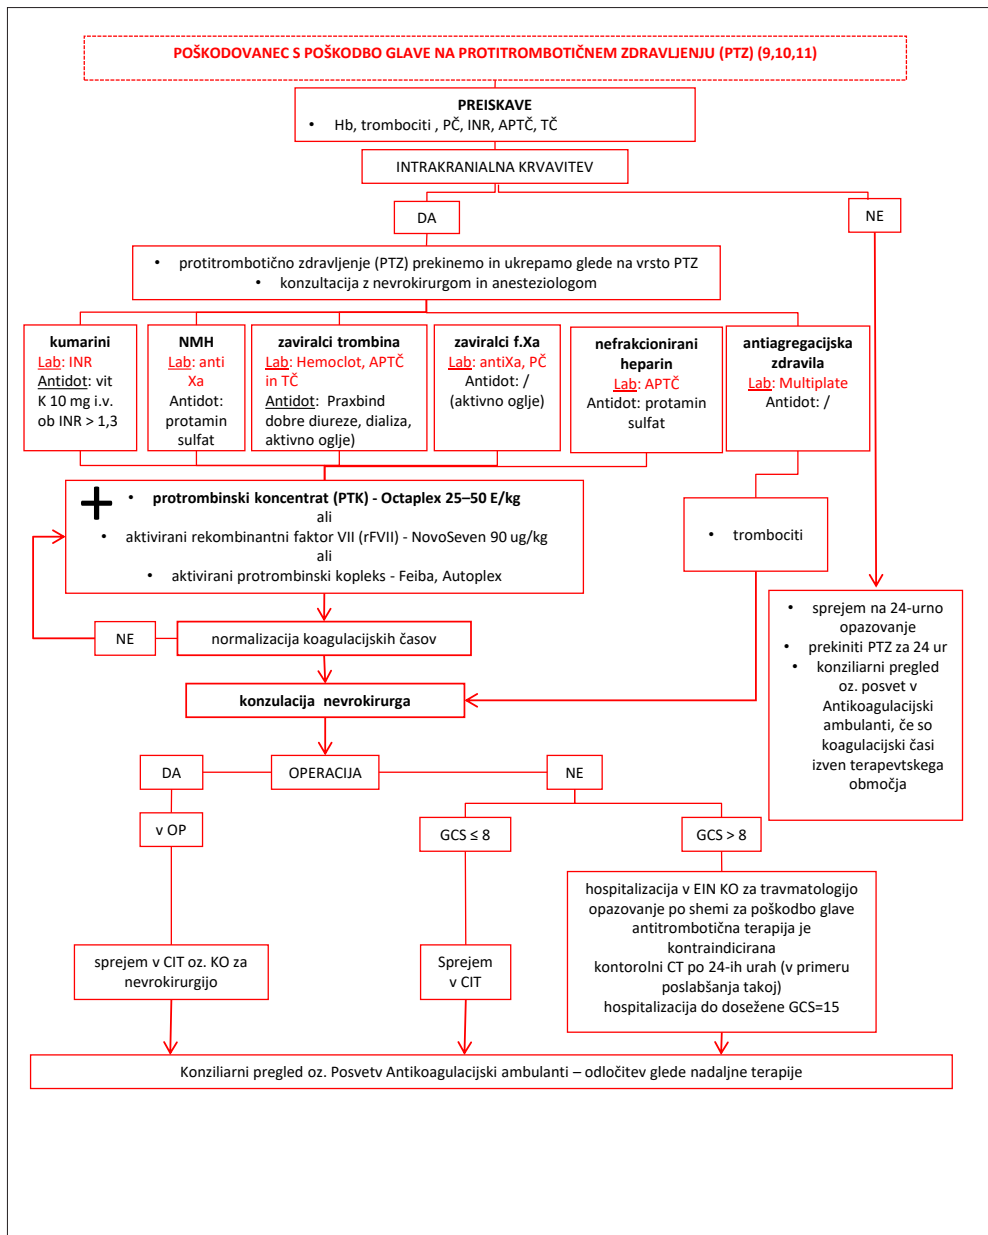 POŠKODOVANEC S POŠKODBO GLAVE NA PROTITROMBOTIČNEM ZDRAVLJENJU (PTZ) (9,10,11)
PREISKAVE
• Hb, trombociti , PČ, INR, APTČ, TČ
INTRAKRANIALNA KRVAVITEV
DA
NE
• protitrombotično zdravljenje (PTZ) prekinemo in ukrepamo glede na vrsto PTZ
• konzultacija z nevrokirurgom in anesteziologom
kumarini
Lab: INR
Antidot: vit
K 10 mg i.v.
ob INR > 1,3
NMH
Lab: anti
Xa
Antidot:
protamin
sulfat
zaviralci trombina
Lab: Hemoclot, APTČ
in TČ
Antidot: Praxbind
dobre diureze, dializa,
aktivno oglje)
zaviralci f.Xa
Lab: antiXa, PČ
Antidot: /
(aktivno oglje)
nefrakcionirani
heparin
Lab: APTČ
Antidot: protamin
sulfat
antiagregacijska
zdravila
Lab: Multiplate
Antidot: /
• protrombinski koncentrat (PTK) - Octaplex 25–50 E/kg
ali
• aktivirani rekombinantni faktor VII (rFVII) - NovoSeven 90 ug/kg
ali
• aktivirani protrombinski kopleks - Feiba, Autoplex
• trombociti
• sprejem na 24-urno
opazovanje
• prekiniti PTZ za 24 ur
• konziliarni pregled
oz. posvet v
Antikoagulacijski
ambulanti, če so
koagulacijski časi
izven terapevtskega
območja
NE
normalizacija koagulacijskih časov
konzulacija nevrokirurga
DA
OPERACIJA
NE
v OP
GCS ≤ 8
GCS > 8
sprejem v CIT oz. KO za
nevrokirurgijo
Sprejem
v CIT
hospitalizacija v EIN KO za travmatologijo
opazovanje po shemi za poškodbo glave
antitrombotična terapija je
kontraindicirana
kontorolni CT po 24-ih urah (v primeru
poslabšanja takoj)
hospitalizacija do dosežene GCS=15
Konziliarni pregled oz. Posvetv Antikoagulacijski ambulanti – odločitev glede nadaljne terapije